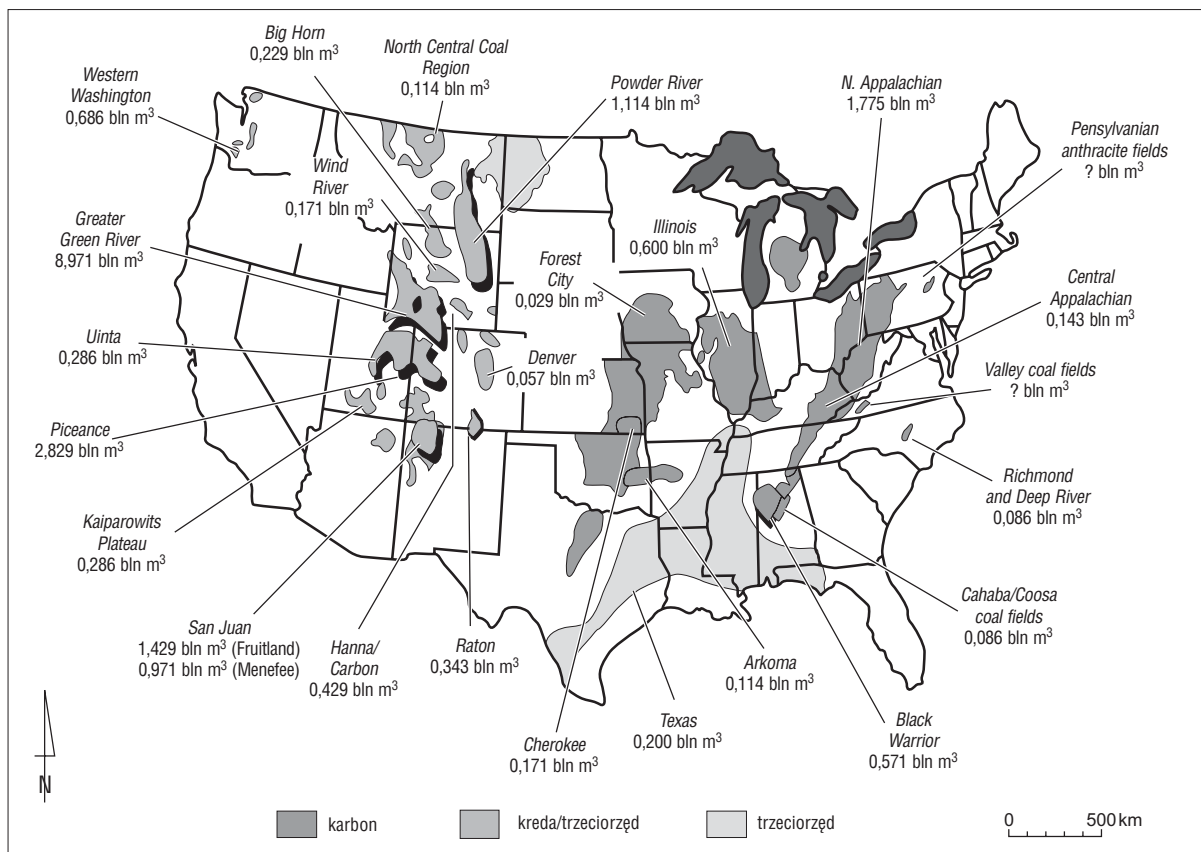 Big Horn
0,229 bln m³
North Central Coal
Region
0,114 bln m³
Western
Washington
0,686 bln m³
Powder River
1,114 bln m³
N. Appalachian
1,775 bln m³
Pensylvanian
anthracite fields
? bln m³
Wind
River
0,171 bln m³
Greater
Green River
8,971 bln m³
Illinois
0,600 bln m³
Forest
City
0,029 bln m³
Central
Appalachian
0,143 bln m³
Uinta
0,286 bln m³
Denver
0,057 bln m³
Valley coal fields
? bln m³
Piceance
2,829 bln m³
Richmond
and Deep River
0,086 bln m³
Kaiparowits
Plateau
0,286 bln m³
Cahaba/Coosa
coal fields
0,086 bln m³
San Juan
1,429 bln m³ (Fruitland)
0,971 bln m³ (Menefee)
Hanna/
Carbon
0,429 bln m³
Raton
0,343 bln m³
Arkoma
0,114 bln m³
Texas
0,200 bln m³
Black
Warrior
0,571 bln m³
Cherokee
0,171 bln m³
N
karbon
kreda/trzeciorzęd
trzeciorzęd
0 500 km